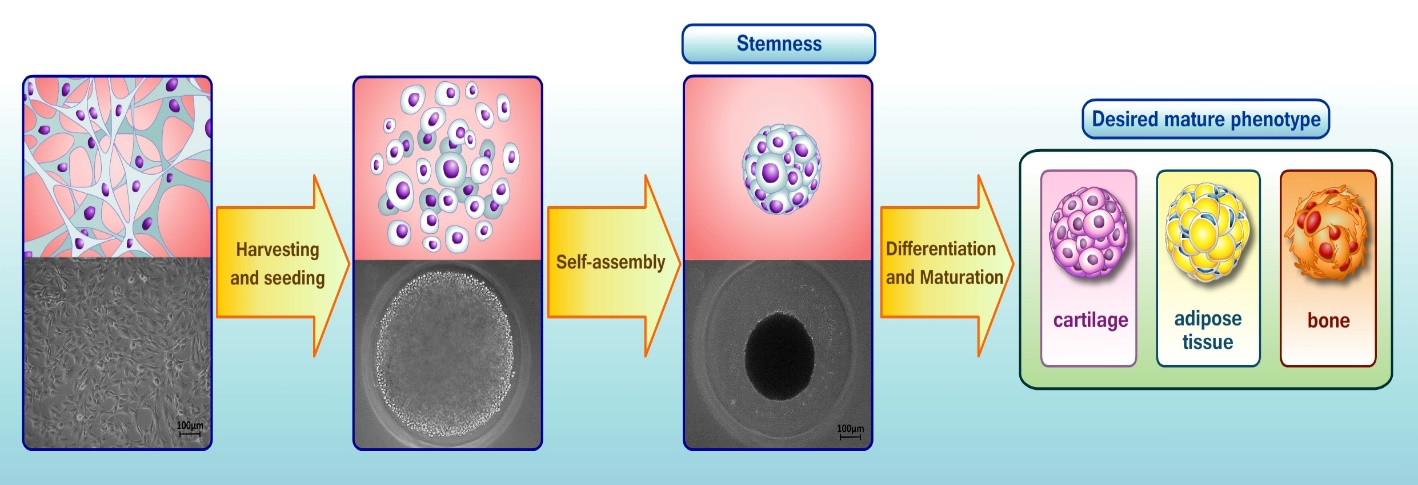 Stemness
Desired mature phenotype
Harvesting
and seeding
Self-assembly
Differentiation
and Maturation
cartilage
adipose
tissue
bone
100µm
100µm